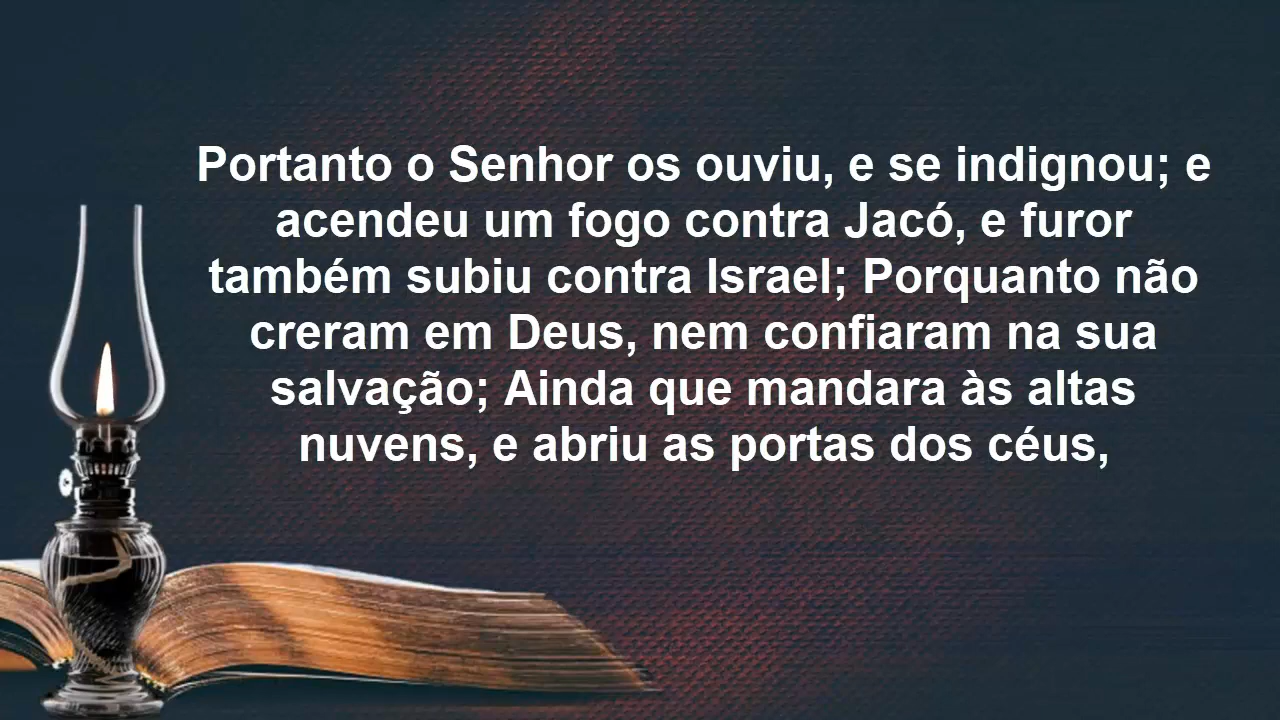 Portanto o Senhor os ouviu, e se indignou; e
acendeu um fogo contra Jacó, e furor
também subiu contra Israel; Porquanto não
creram em Deus, nem confiaram na sua
salvação; Ainda que mandara às altas
nuvens, e abriu as portas dos céus,